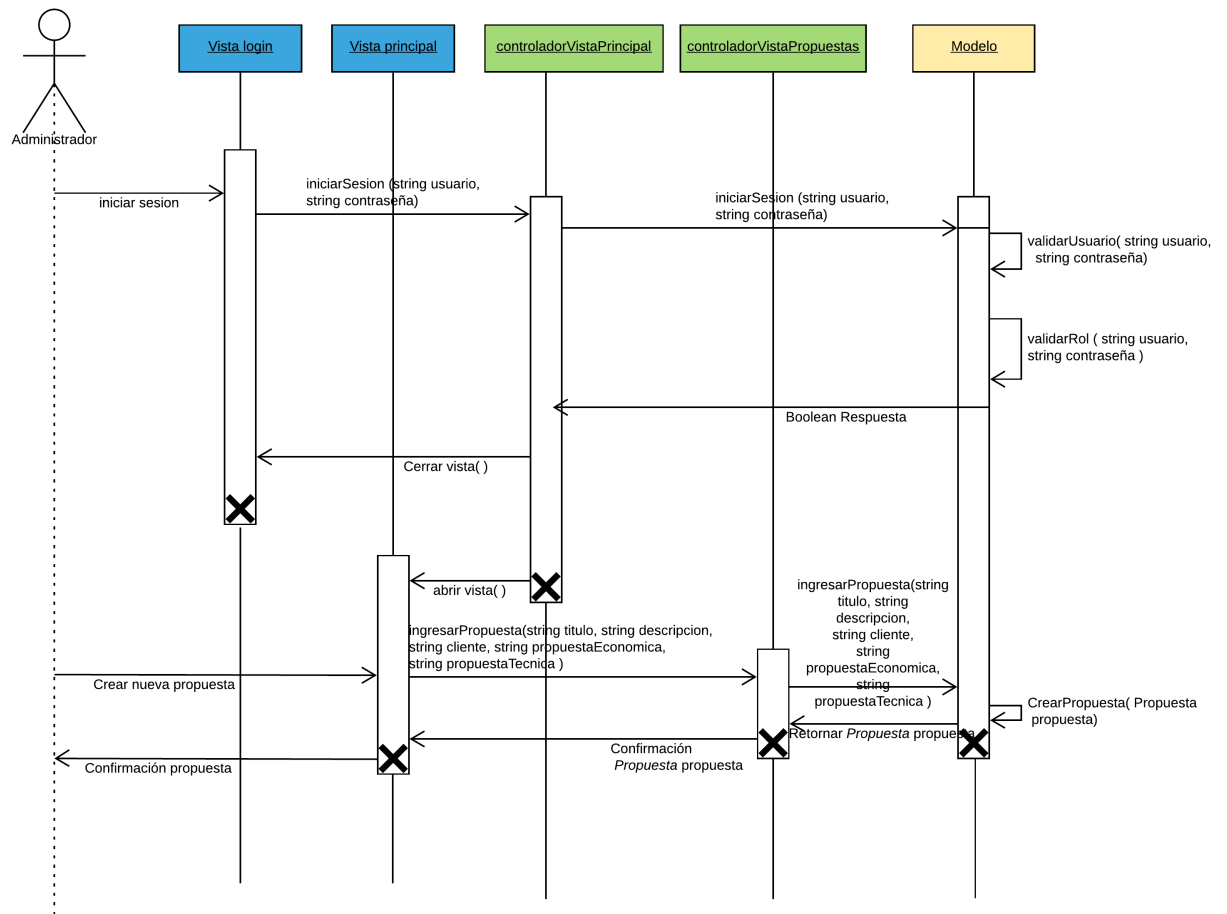 Vista login
Vista principal
controladorVistaPrincipal
controladorVistaPropuestas
Modelo
Administrador
iniciar sesion
iniciarSesion (string usuario,
string contraseña)
iniciarSesion (string usuario,
string contraseña)
validarUsuario( string usuario,
string contraseña)
validarRol ( string usuario,
string contraseña )
Boolean Respuesta
Cerrar vista( )
abrir vista( )
ingresarPropuesta(string titulo, string descripcion,
string cliente, string propuestaEconomica,
string propuestaTecnica )
ingresarPropuesta(string
titulo, string
descripcion,
string cliente,
string
propuestaEconomica,
string
propuestaTecnica )
Crear nueva propuesta
CrearPropuesta( Propuesta
propuesta)
Retornar Propuesta propuesta
Confirmación
Propuesta propuesta
Confirmación propuesta